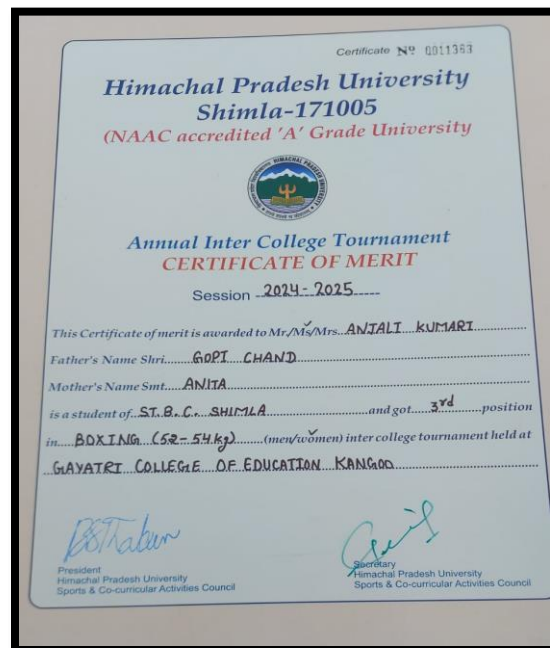 Certificate Nº 0011363
Himachal Pradesh University
Shimla-171005
(NAAC accredited 'A' Grade University
HIMACHAL PRADESH UNIVERSITY
Annual Inter College Tournament
CERTIFICATE OF MERIT
Session 2024-2025
This Certificate of merit is awarded to Mr./Ms/Mrs. ANJALI KUMARI
Father's Name Shri. GOPI CHAND
Mother's Name Smt. ANITA
is a student of ST.B.C. SHIMLA and got 3rd position
in BOXING (52-54kg) (men/women) inter college tournament held at
GAYATRI COLLEGE OF EDUCATION KANGOO
President
Himachal Pradesh University
Sports & Co-curricular Activities Council
Secretary
Himachal Pradesh University
Sports & Co-curricular Activities Council